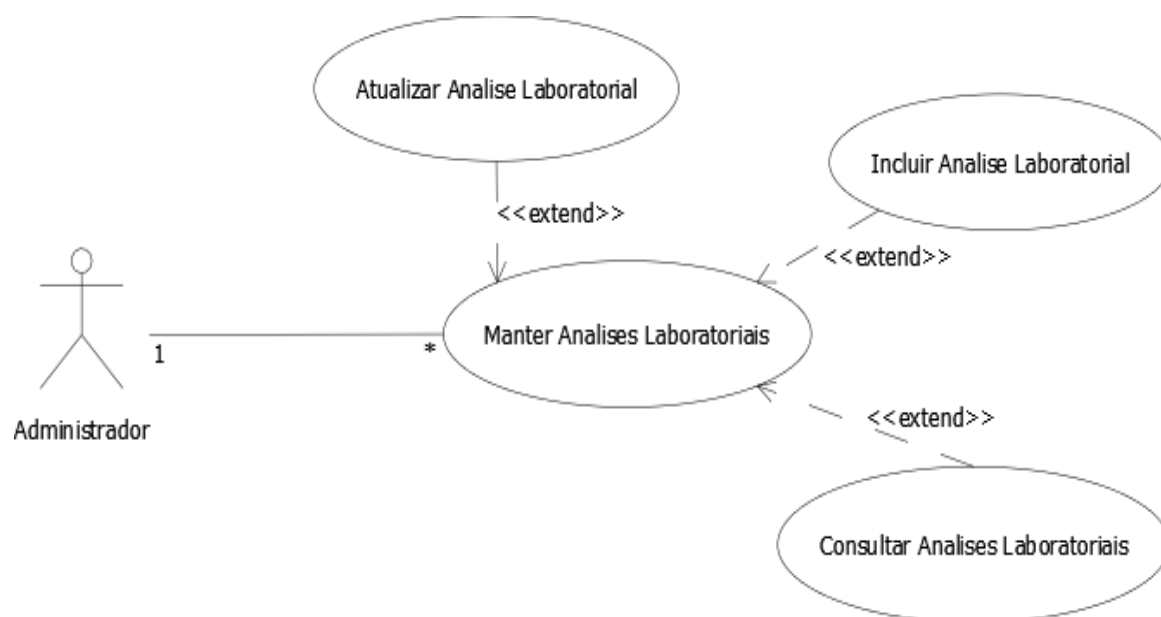 Atualizar Analise Laboratorial
Incluir Analise Laboratorial
<<extend>>
<<extend>>
Manter Analises Laboratoriais
1
*
Administrador
<<extend>>
Consultar Analises Laboratoriais